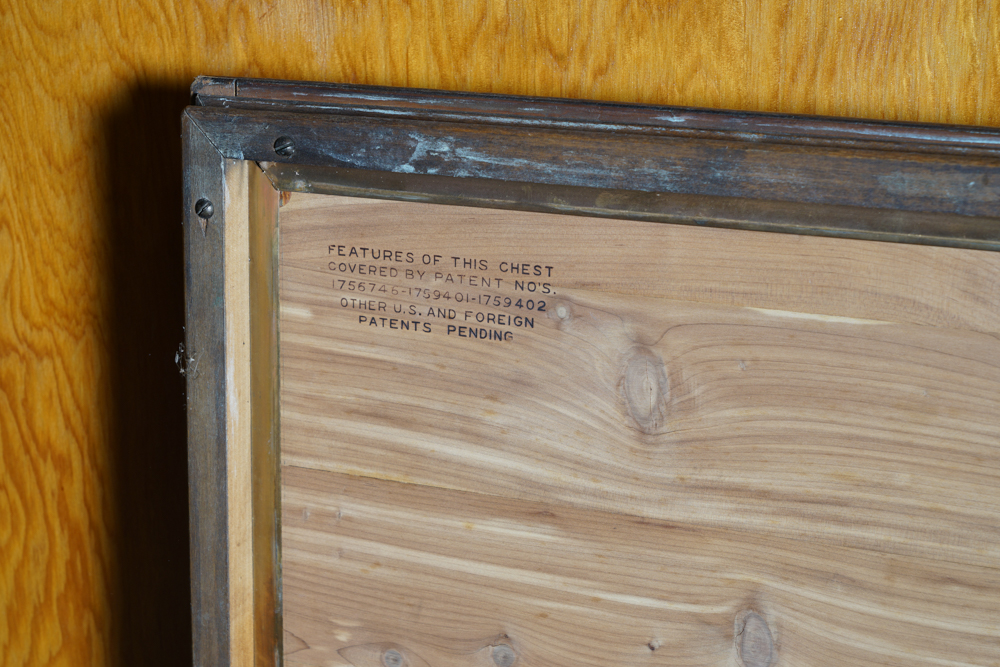 FEATURES OF THIS CHEST
COVERED BY PATENT NO'S.
1756746-1759401-1759402
OTHER U.S. AND FOREIGN
PATENTS PENDING